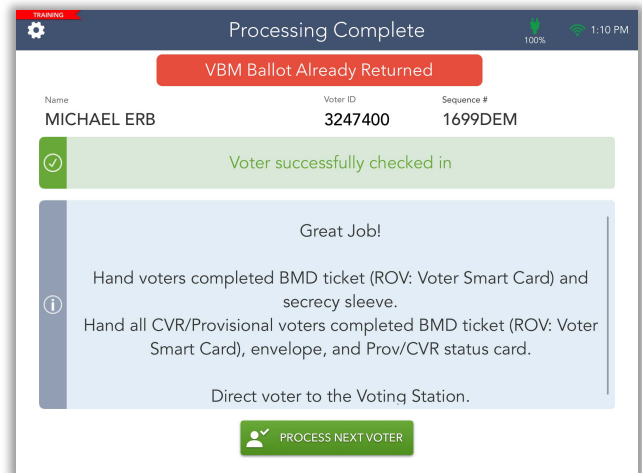 TRAINING
Processing Complete
100%
1:10 PM
VBM Ballot Already Returned
Name Voter ID Sequence #
MICHAEL ERB 3247400 1699DEM
Voter successfully checked in
Great Job!
Hand voters completed BMD ticket (ROV: Voter Smart Card) and
secrecy sleeve.
Hand all CVR/Provisional voters completed BMD ticket (ROV: Voter
Smart Card), envelope, and Prov/CVR status card.
Direct voter to the Voting Station.
PROCESS NEXT VOTER